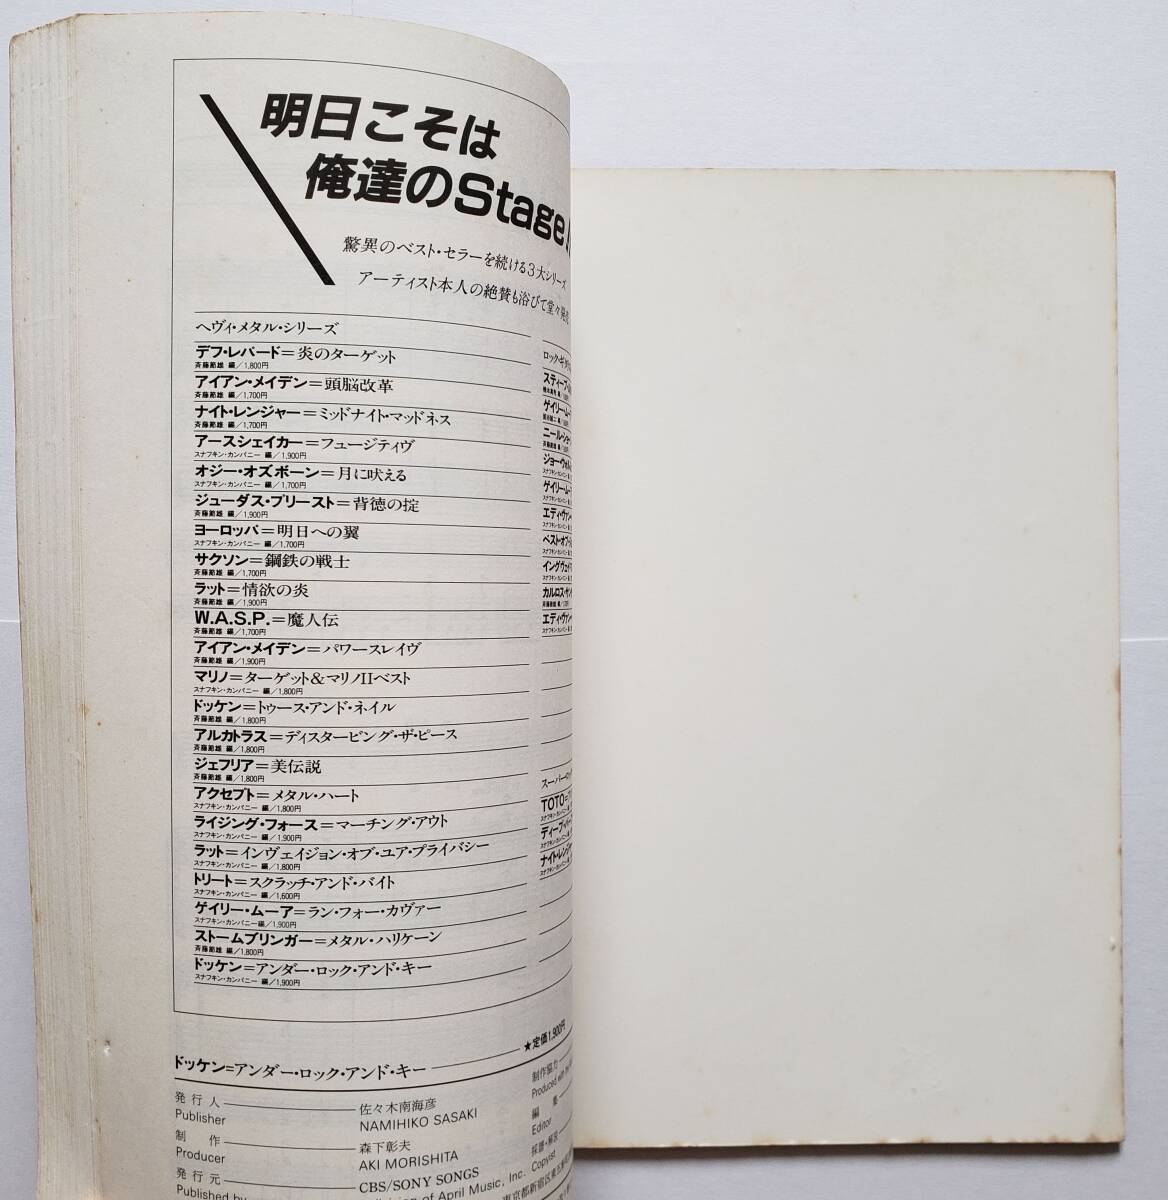 明日こそは
俺達のStage!
驚異のベスト・セラーを続ける3大シリーズ
アーティスト本人の絶賛も浴びて堂々発売
ヘヴィ・メタル・シリーズ
デフ・レパード=炎のターゲット
斉藤節雄 編/1,800円
アイアン・メイデン=頭脳改革
斉藤節雄 編/1,700円
ナイト・レンジャー=ミッドナイト・マッドネス
斉藤節雄 編/1,700円
アースシェイカー=フュージティヴ
スナフキン・カンパニー 編/1,900円
オジー・オズボーン=月に吠える
スナフキン・カンパニー 編/1,700円
ジューダス・プリースト=背徳の掟
斉藤節雄 編/1,900円
ヨーロッパ=明日への翼
スナフキン・カンパニー 編/1,700円
サクソン=鋼鉄の戦士
斉藤節雄 編/1,700円
ラット=情欲の炎
斉藤節雄 編/1,900円
W.A.S.P.=魔人伝
斉藤節雄 編/1,700円
アイアン・メイデン=パワースレイヴ
斉藤節雄 編/1,900円
マリノ=ターゲット&マリノIIベスト
スナフキン・カンパニー 編/1,800円
ドッケン=トゥース・アンド・ネイル
斉藤節雄 編/1,800円
アルカトラス=ディスタービング・ザ・ピース
斉藤節雄 編/1,800円
ジェフリア=美伝説
斉藤節雄 編/1,800円
アクセプト=メタル・ハート
スナフキン・カンパニー 編/1,800円
ライジング・フォース=マーチング・アウト
スナフキン・カンパニー 編/1,900円
ラット=インヴェイジョン・オブ・ユア・プライバシー
スナフキン・カンパニー 編/1,800円
トリート=スクラッチ・アンド・バイト
スナフキン・カンパニー 編/1,600円
ゲイリー・ムーア=ラン・フォー・カヴァー
スナフキン・カンパニー編/1,900円
ストームブリンガー=メタル・ハリケーン
斉藤節雄 編/1,800円
ドッケン=アンダー・ロック・アンド・キー
スナフキン・カンパニー 編/1,900円
ロック・ギタ
スティーブ
ゲイリー・ムー
ニール・ショ
ジョー・ウォル
ゲイリー・ムー
エディ・ヴァン
ベスト・オブ
イングヴェイ
カルロス・サン
エディ・ヴァン
スーパー・ロッ
TOTO=
ディープ・パー
ナイト・レンジ
★定価1,900円
ドッケン=アンダー・ロック・アンド・キー
発行人
Publisher
佐々木南海彦
NAMIHIKO SASAKI
制作
Producer
森下彰夫
AKI MORISHITA
発行元
Published by
CBS/SONY SONGS
division of April Music, Inc.
東京都新宿区
制作協力
Produced with the
編集
Editor
採譜・解説
Copyist